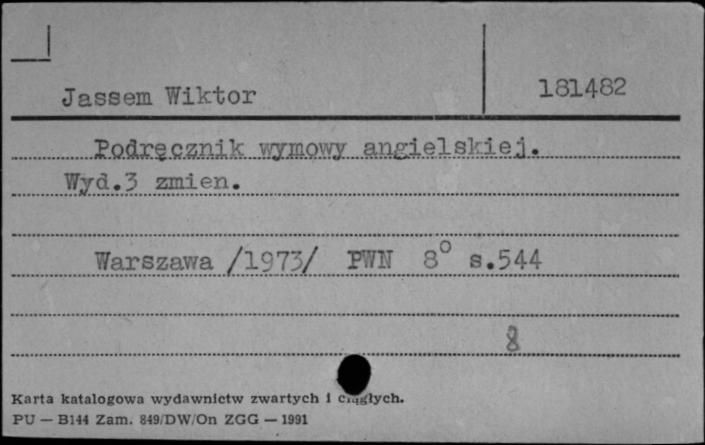 Jassem Wiktor 181482
Podręcznik wymowy angielskiej.
Wyd.3 zmien.
Warszawa /1973/ PWN 8° s.544
8
Karta katalogowa wydawnictw zwartych i ciągłych.
PU — B144 Zam. 849/DW/On ZGG — 1991